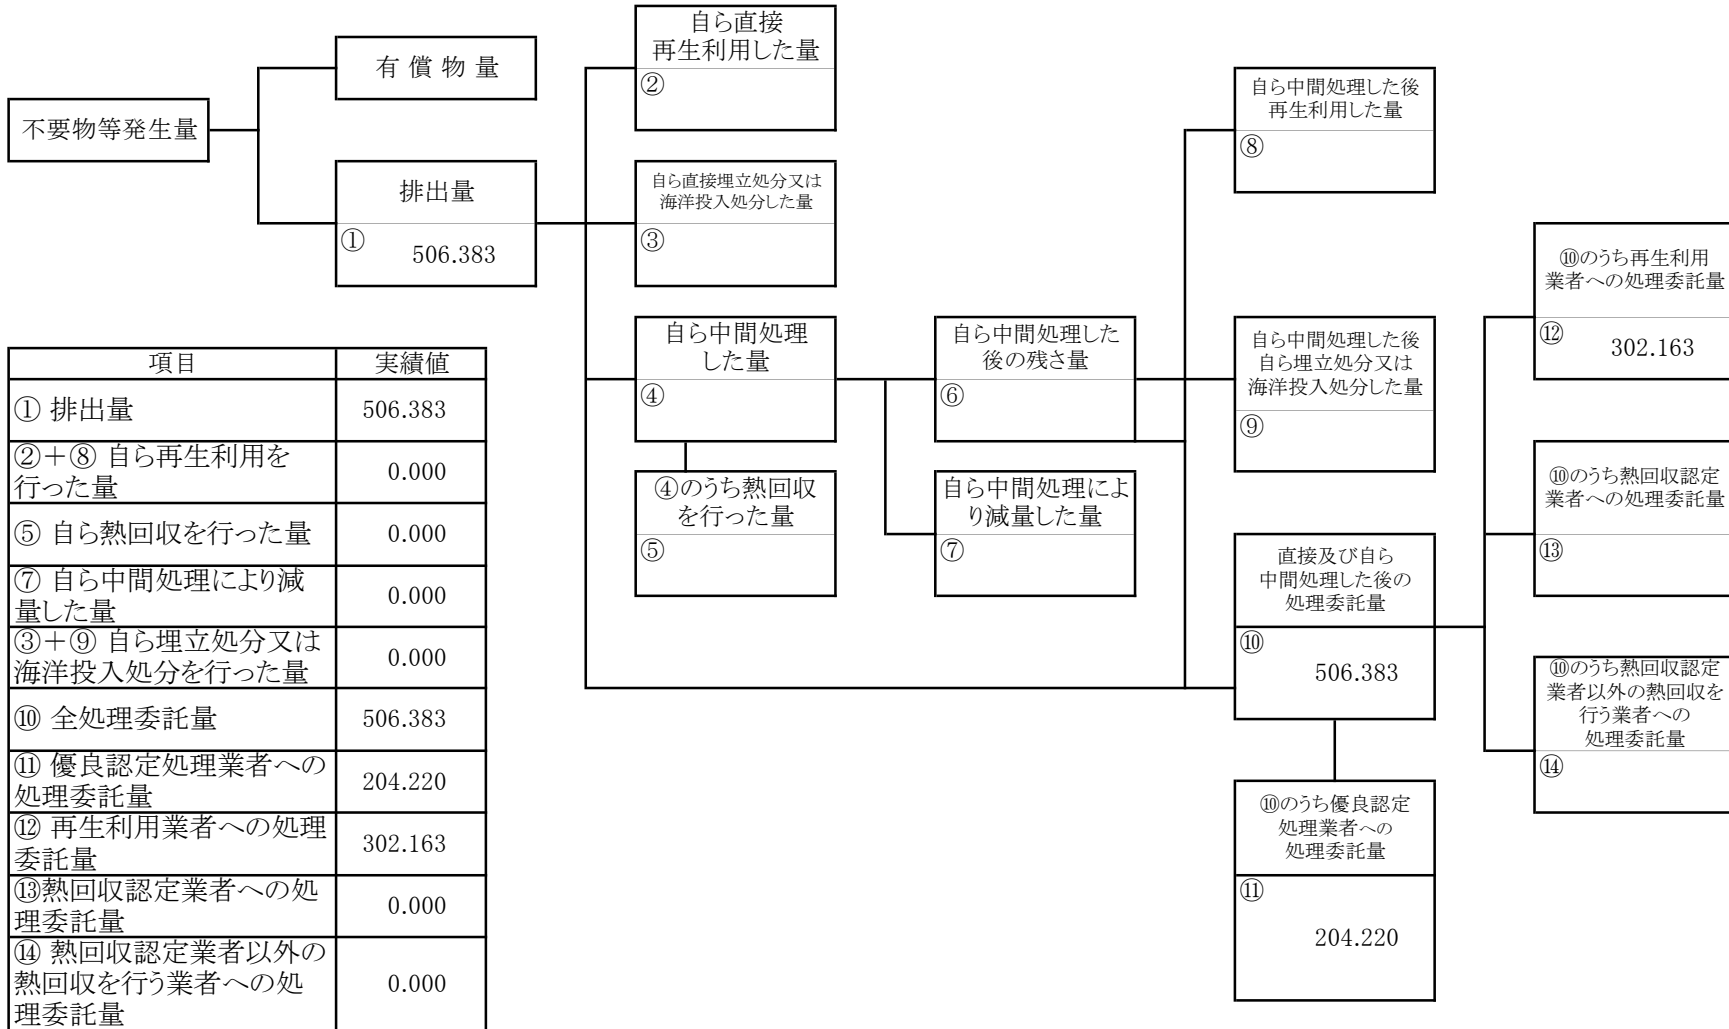 不要物等発生量
有 償 物 量
排出量
①
506.383
自ら直接
再生利用した量
②
自ら直接埋立処分又は
海洋投入処分した量
③
自ら中間処理
した量
④
④のうち熱回収
を行った量
⑤
自ら中間処理した
後の残さ量
⑥
自ら中間処理によ
り減量した量
⑦
自ら中間処理した後
再生利用した量
⑧
自ら中間処理した後
自ら埋立処分又は
海洋投入処分した量
⑨
直接及び自ら
中間処理した後の
処理委託量
⑩
506.383
⑩のうち優良認定
処理業者への
処理委託量
⑪
204.220
⑩のうち再生利用
業者への処理委託量
⑫
302.163
⑩のうち熱回収認定
業者への処理委託量
⑬
⑩のうち熱回収認定
業者以外の熱回収を
行う業者への
処理委託量
⑭
項目 実績値
① 排出量 506.383
②＋⑧ 自ら再生利用を
行った量 0.000
⑤ 自ら熱回収を行った量 0.000
⑦ 自ら中間処理により減
量した量 0.000
③＋⑨ 自ら埋立処分又は
海洋投入処分を行った量 0.000
⑩ 全処理委託量 506.383
⑪ 優良認定処理業者への
処理委託量 204.220
⑫ 再生利用業者への処理
委託量 302.163
⑬熱回収認定業者への処
理委託量 0.000
⑭ 熱回収認定業者以外の
熱回収を行う業者への処
理委託量 0.000